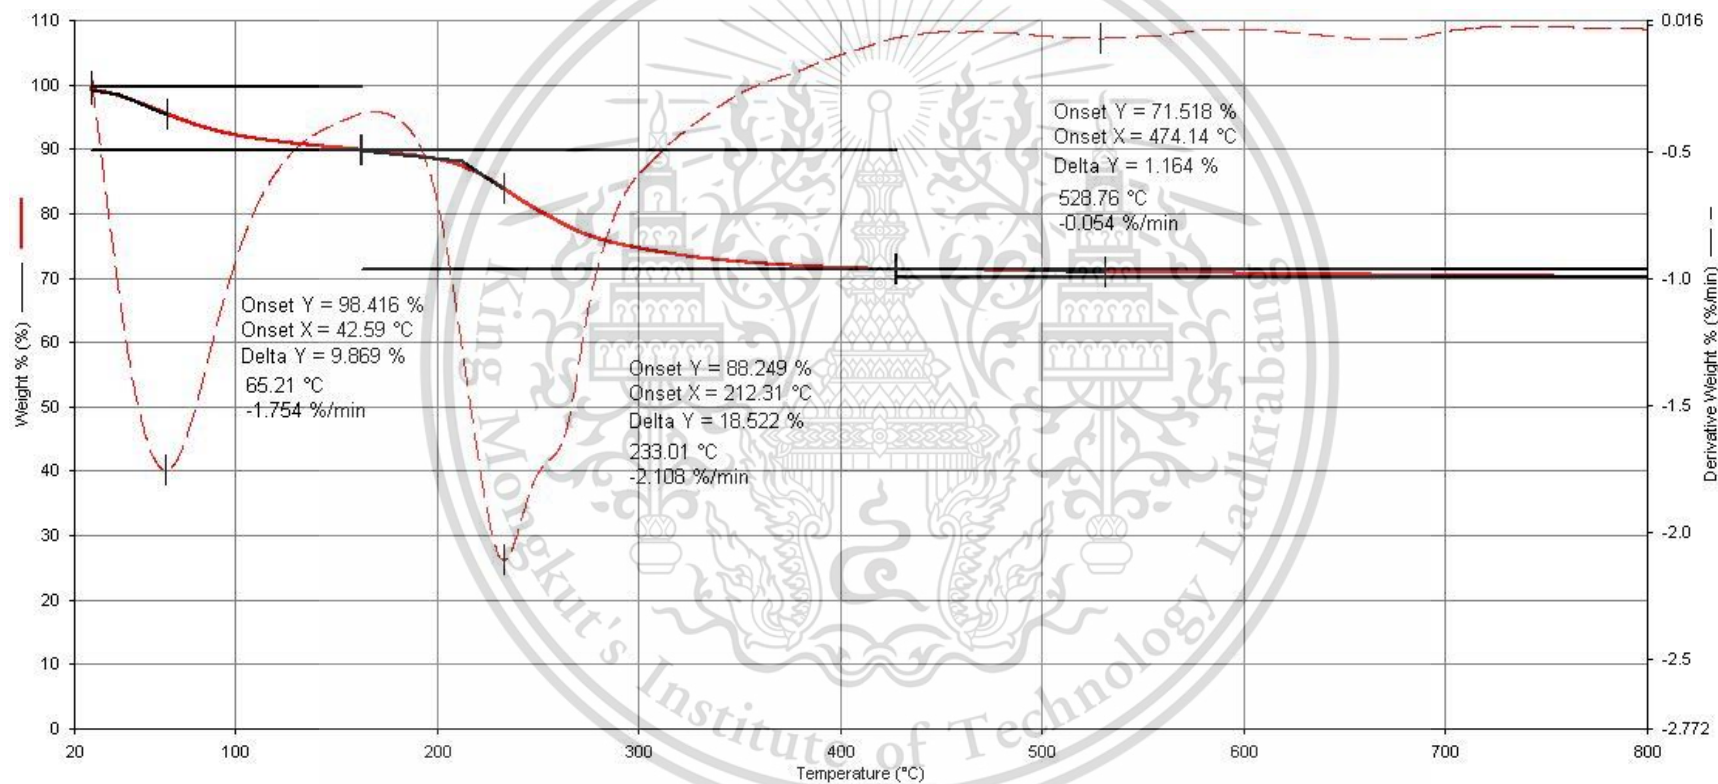 110
100
90
80
70
60
50
40
30
20
10
0
Weight % (%)
20
100
200
300
400
500
600
700
800
Temperature (°C)
0.016
-0.5
-1.0
-1.5
-2.0
-2.5
-2.772
Derivative Weight % (%/min)
Onset Y = 98.416 %
Onset X = 42.59 °C
Delta Y = 9.869 %
65.21 °C
-1.754 %/min
Onset Y = 88.249 %
Onset X = 212.31 °C
Delta Y = 18.522 %
233.01 °C
-2.108 %/min
Onset Y = 71.518 %
Onset X = 474.14 °C
Delta Y = 1.164 %
528.76 °C
-0.054 %/min
King Mongkut's Institute of Technology Ladkrabang